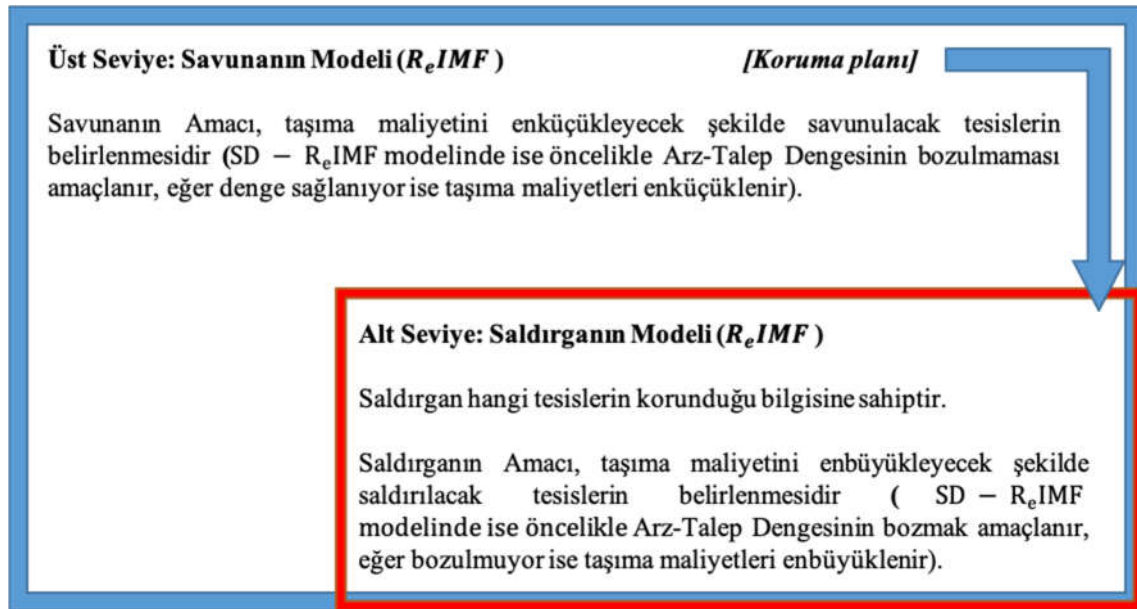 Üst Seviye: Savunanın Modeli (RₑIMF ) [Koruma planı]
Savunanın Amacı, taşıma maliyetini enküçükleyecek şekilde savunulacak tesislerin
belirlenmesidir (SD − RₑIMF modelinde ise öncelikle Arz-Talep Dengesinin bozulmaması
amaçlanır, eğer denge sağlanıyor ise taşıma maliyetleri enküçüklenir).
Alt Seviye: Saldırganın Modeli (RₑIMF )
Saldırgan hangi tesislerin korunduğu bilgisine sahiptir.
Saldırganın Amacı, taşıma maliyetini enbüyükleyecek şekilde
saldırılacak tesislerin belirlenmesidir ( SD − RₑIMF
modelinde ise öncelikle Arz-Talep Dengesinin bozmak amaçlanır,
eğer bozulmuyor ise taşıma maliyetleri enbüyüklenir).